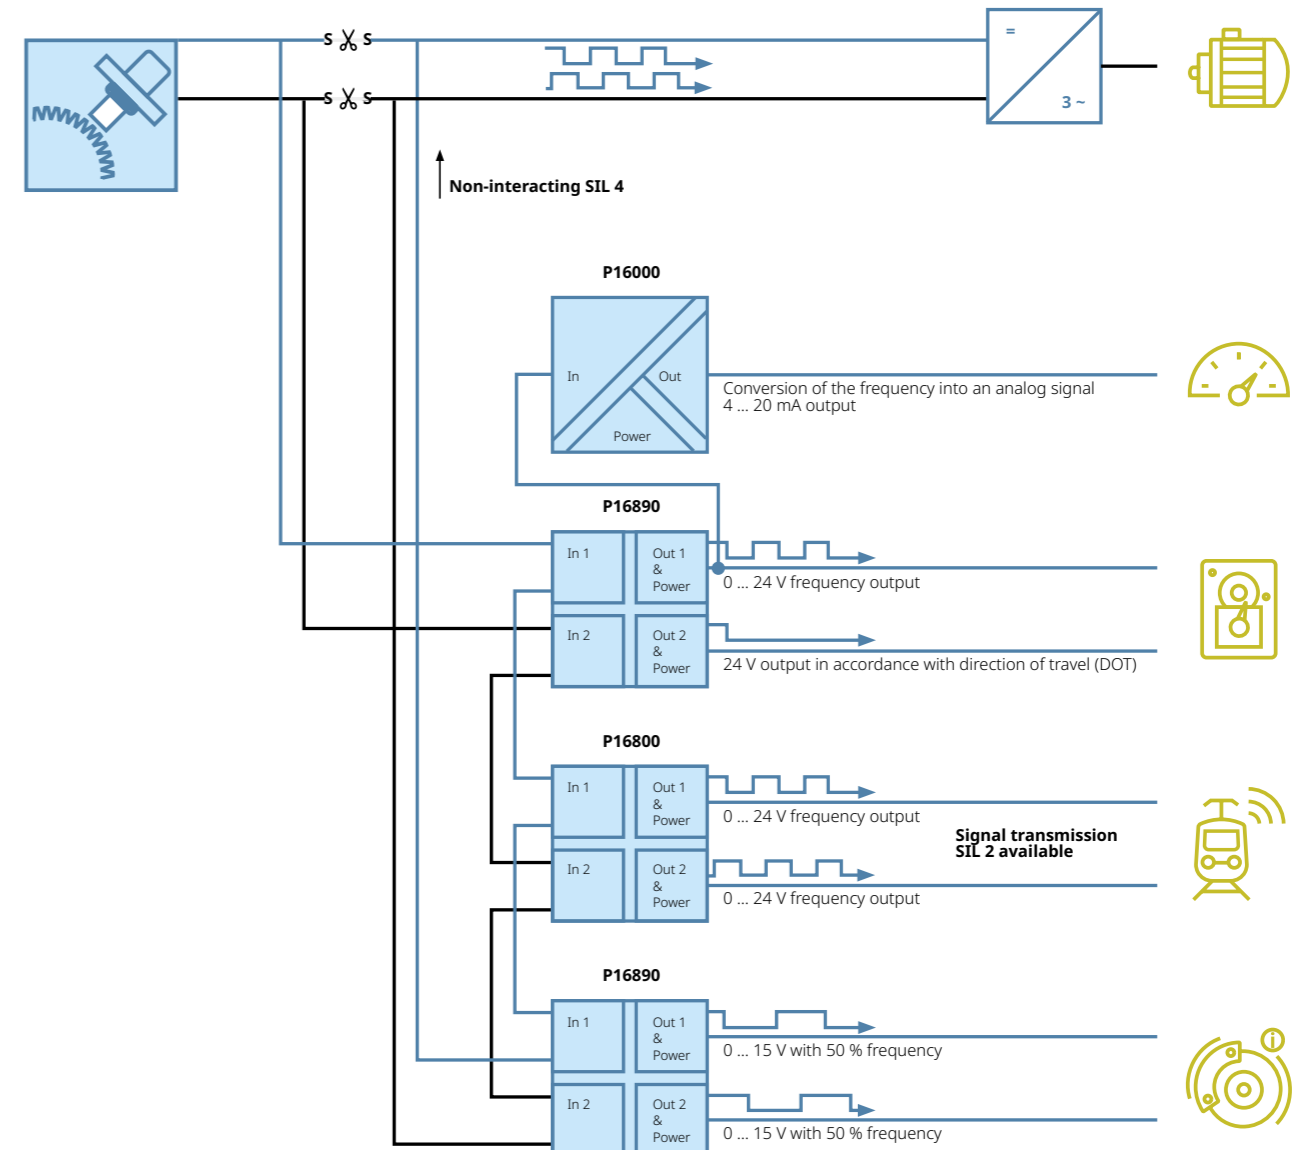 S S
=
3 ~
S S
Non-interacting SIL 4
P16000
In
Out
Power
Conversion of the frequency into an analog signal
4 ... 20 mA output
P16890
In 1
Out 1
&
Power
0 ... 24 V frequency output
In 2
Out 2
&
Power
24 V output in accordance with direction of travel (DOT)
P16800
In 1
Out 1
&
Power
0 ... 24 V frequency output
Signal transmission
SIL 2 available
In 2
Out 2
&
Power
0 ... 24 V frequency output
P16890
In 1
Out 1
&
Power
0 ... 15 V with 50 % frequency
i
In 2
Out 2
&
Power
0 ... 15 V with 50 % frequency